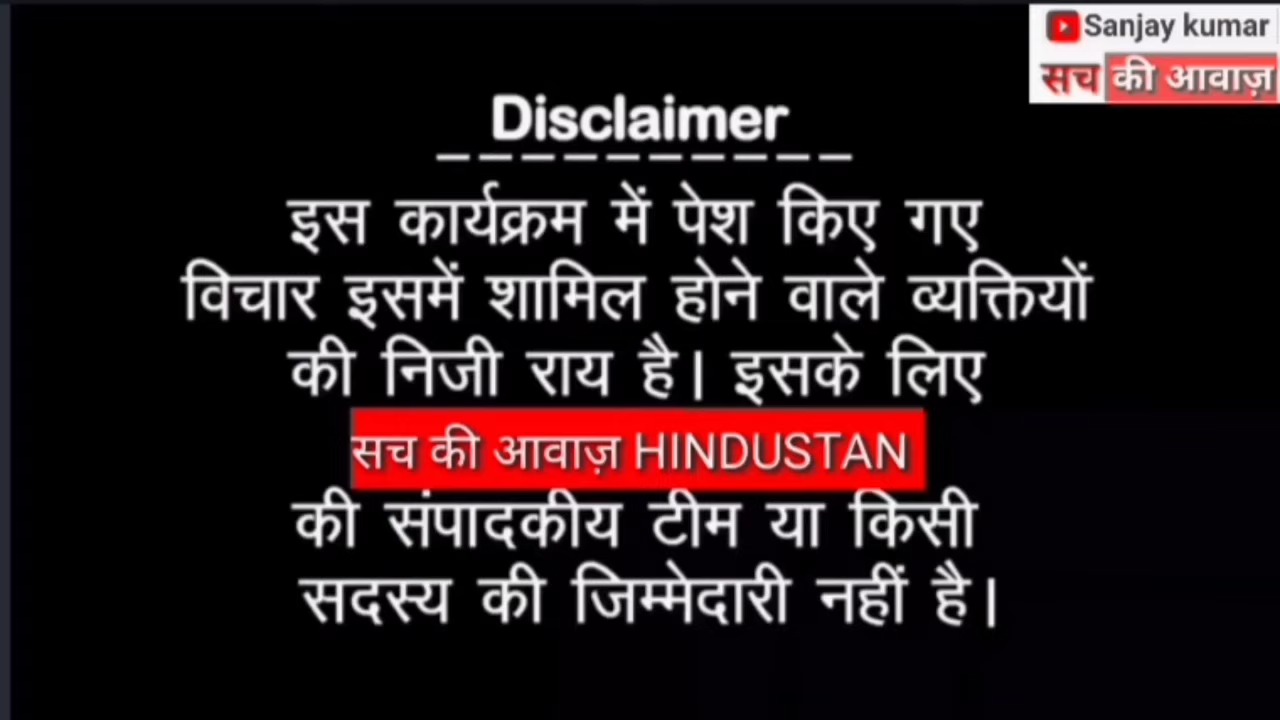 Sanjay kumar
सच की आवाज़
Disclaimer
इस कार्यक्रम में पेश किए गए
विचार इसमें शामिल होने वाले व्यक्तियों
की निजी राय है। इसके लिए
सच की आवाज़ HINDUSTAN
की संपादकीय टीम या किसी
सदस्य की जिम्मेदारी नहीं है।